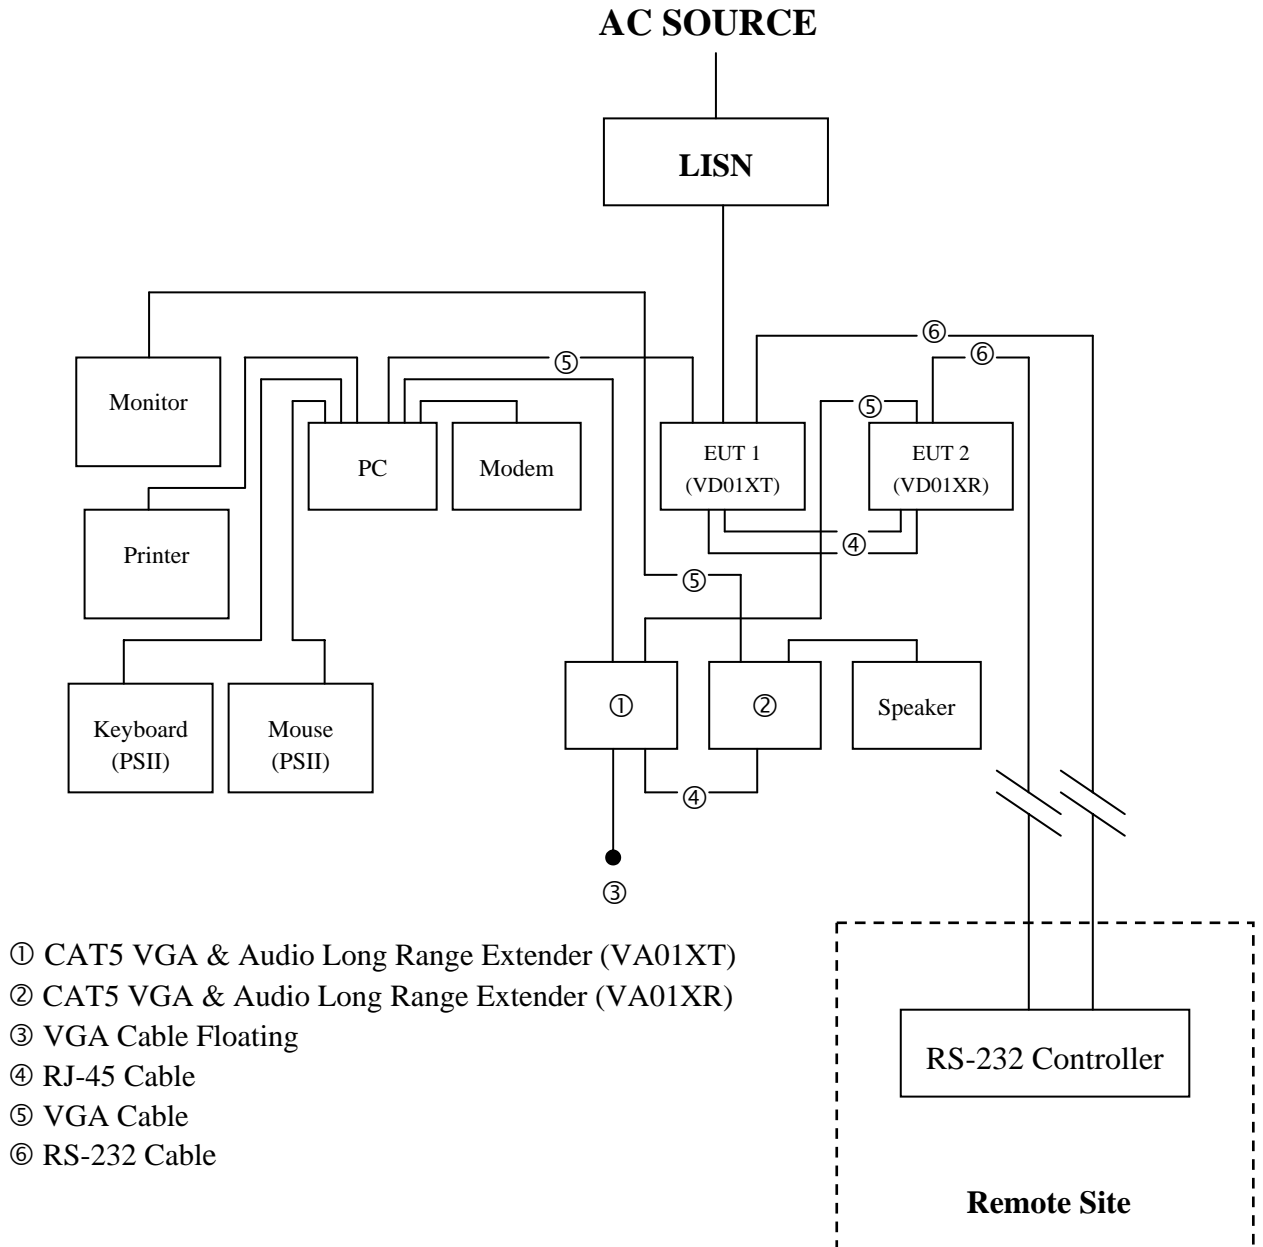 AC SOURCE
LISN
⑥
⑥
⑤
⑤
Monitor
PC
Modem
EUT 1
(VD01XT)
EUT 2
(VD01XR)
Printer
④
⑤
Keyboard
(PSII)
Mouse
(PSII)
①
②
Speaker
④
③
① CAT5 VGA & Audio Long Range Extender (VA01XT)
② CAT5 VGA & Audio Long Range Extender (VA01XR)
③ VGA Cable Floating
④ RJ-45 Cable
⑤ VGA Cable
⑥ RS-232 Cable
RS-232 Controller
Remote Site